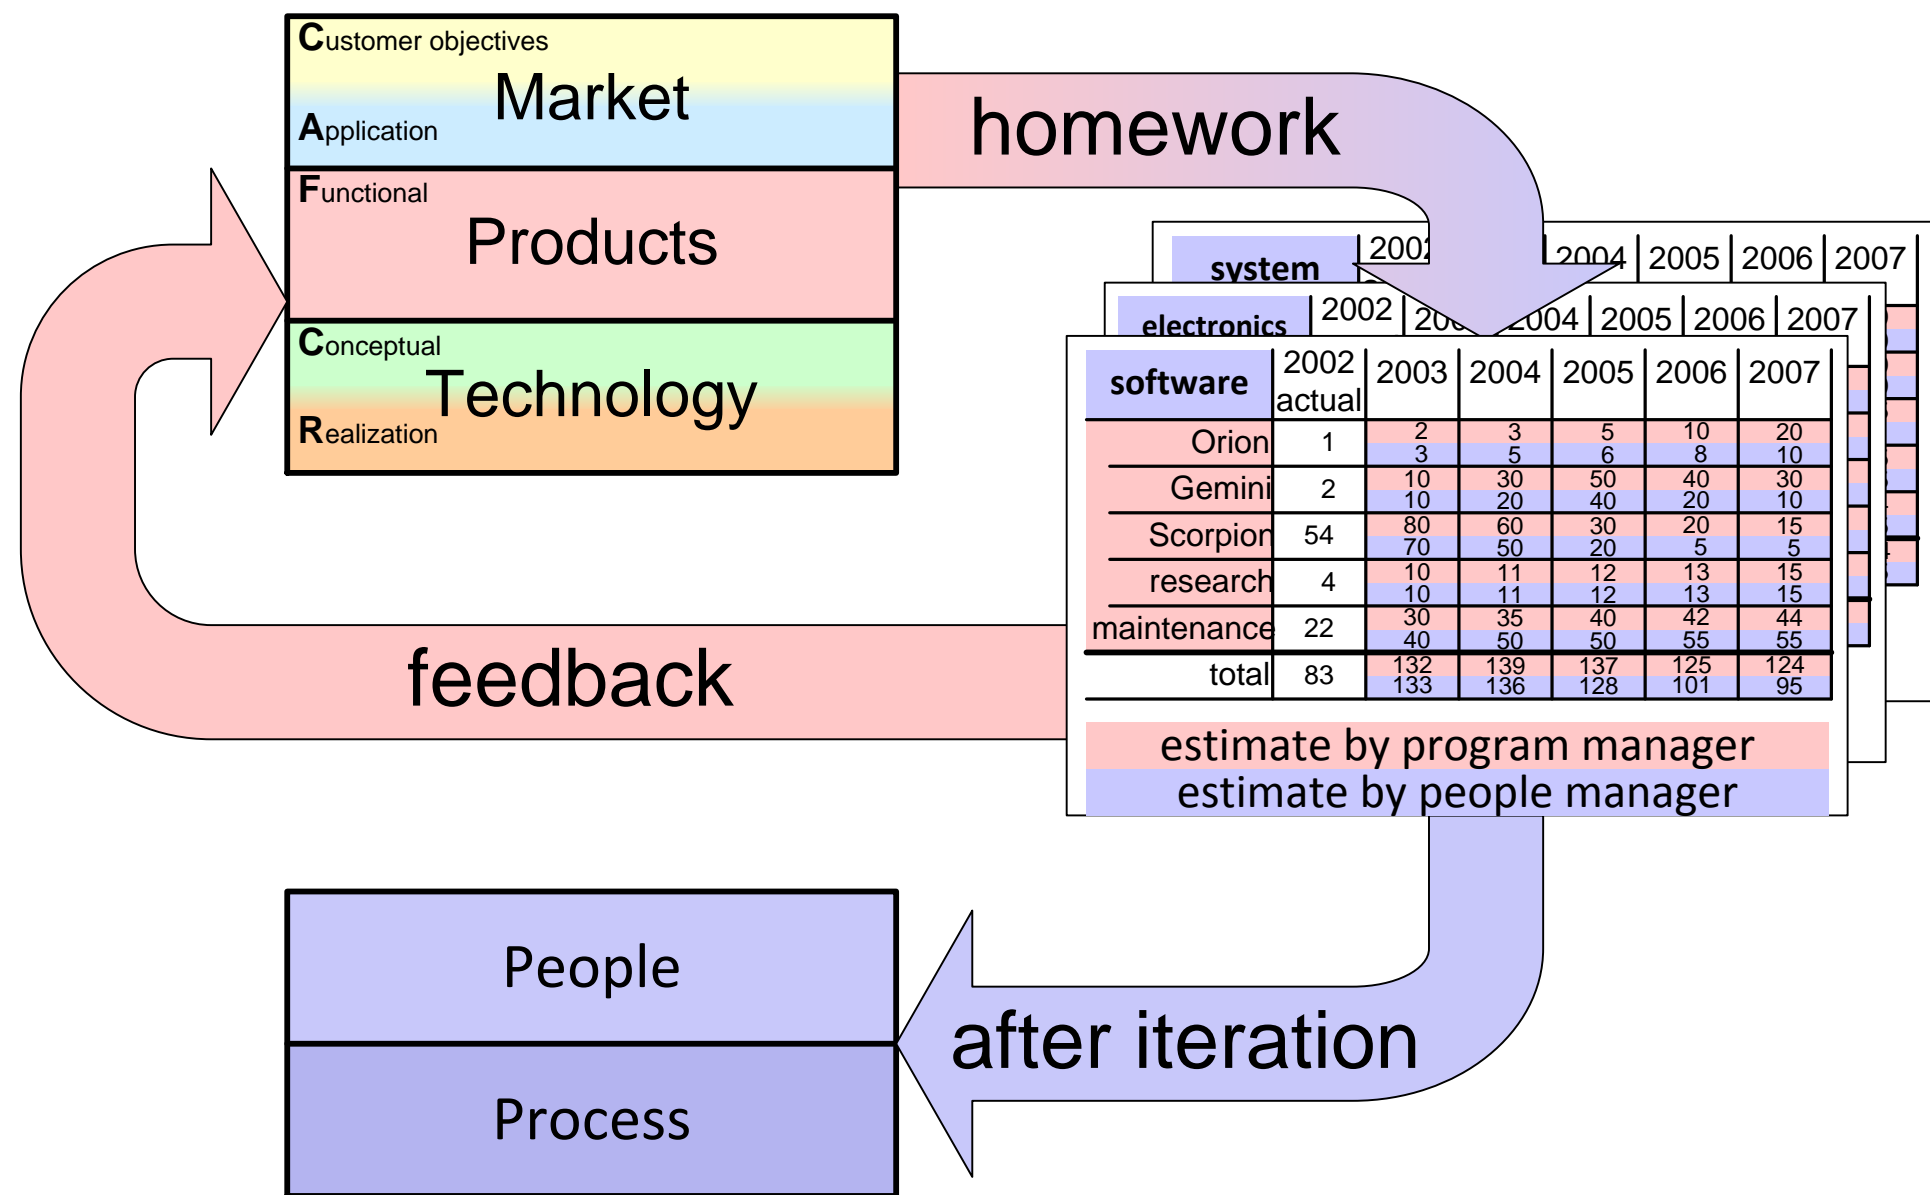 Customer objectives
Market
Application
Functional
Products
Conceptual
Technology
Realization
homework
system 2004 2005 2006 2007
electronics 2002 2005 2006 2007
software 2002 actual 2003 2004 2005 2006 2007
Orion 1 2 3 5 10 20
3 5 6 8 10
Gemini 2 10 30 50 40 30
10 20 40 20 10
Scorpion 54 80 60 30 20 15
70 50 20 5 5
research 4 10 11 12 13 15
10 11 12 13 15
maintenance 22 30 35 40 42 44
40 50 50 55 55
total 83 132 139 137 125 124
133 136 128 101 95
estimate by program manager
estimate by people manager
feedback
People
Process
after iteration